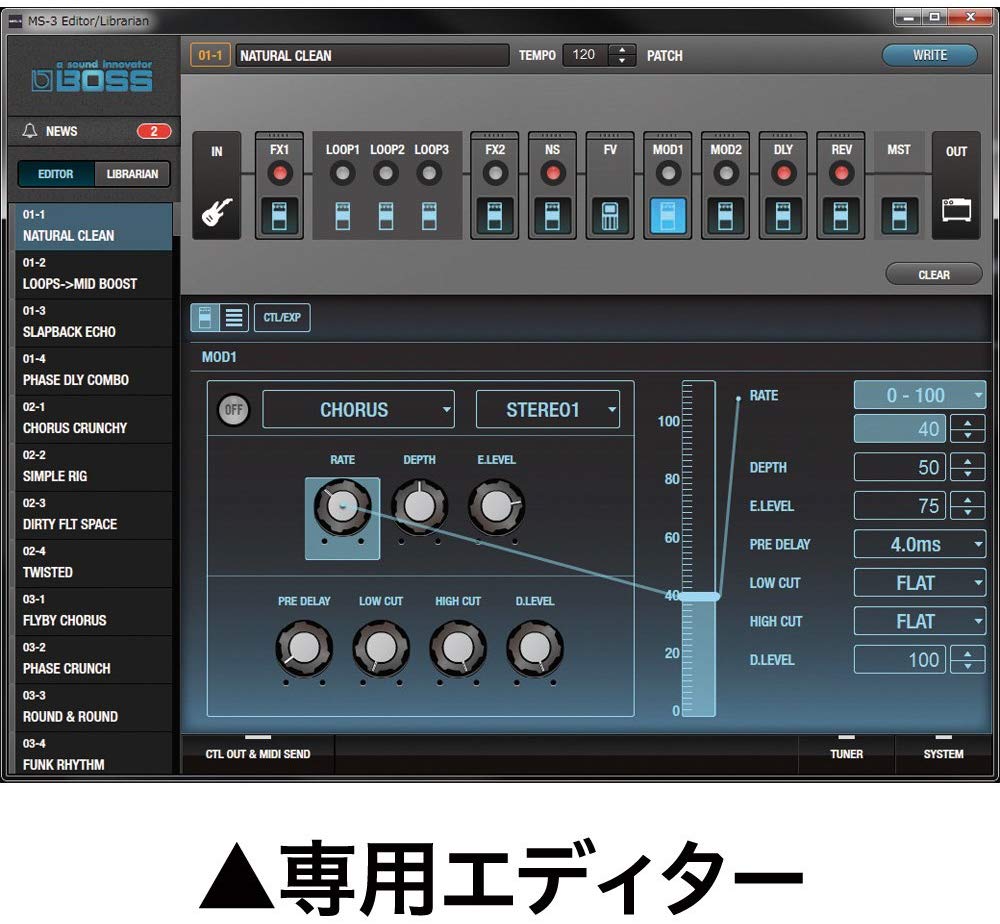 MS-3 Editor/Librarian
a sound innovator
BOSS
NEWS
2
EDITOR
LIBRARIAN
01-1
NATURAL CLEAN
01-2
LOOPS->MID BOOST
01-3
SLAPBACK ECHO
01-4
PHASE DLY COMBO
02-1
CHORUS CRUNCHY
02-2
SIMPLE RIG
02-3
DIRTY FLT SPACE
02-4
TWISTED
03-1
FLYBY CHORUS
03-2
PHASE CRUNCH
03-3
ROUND & ROUND
03-4
FUNK RHYTHM
01-1 NATURAL CLEAN TEMPO 120 PATCH WRITE
IN FX1 LOOP1 LOOP2 LOOP3 FX2 NS FV MOD1 MOD2 DLY REV MST OUT
CLEAR
CTL/EXP
MOD1
OFF CHORUS STEREO1
RATE DEPTH E.LEVEL
PRE DELAY LOW CUT HIGH CUT D.LEVEL
100
80
60
40
20
0
RATE 0 - 100
40
DEPTH 50
E.LEVEL 75
PRE DELAY 4.0ms
LOW CUT FLAT
HIGH CUT FLAT
D.LEVEL 100
CTL OUT & MIDI SEND TUNER SYSTEM
▲専用エディター